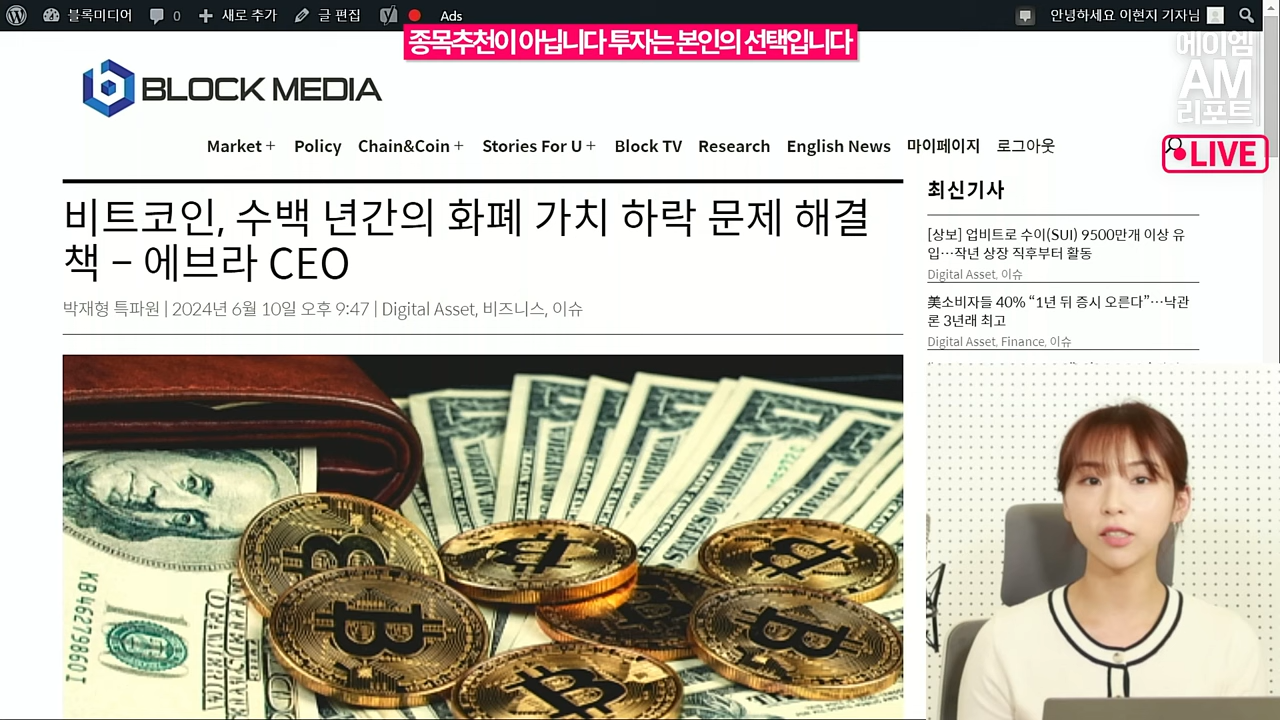 블록미디어 0 새로 추가 글 편집 Ads 안녕하세요 이현지 기자님
종목추천이 아닙니다 투자는 본인의 선택입니다
에이엠
AM
리포트
LIVE
BLOCK MEDIA
Market + Policy Chain&Coin + Stories For U + Block TV Research English News 마이페이지 로그아웃
비트코인, 수백 년간의 화폐 가치 하락 문제 해결
책 – 에브라 CEO
박재형 특파원 | 2024년 6월 10일 오후 9:47 | Digital Asset, 비즈니스, 이슈
최신기사
[상보] 업비트로 수이(SUI) 9500만개 이상 유
입…작년 상장 직후부터 활동
Digital Asset, 이슈
美소비자들 40% “1년 뒤 증시 오른다”…낙관
론 3년래 최고
Digital Asset, Finance, 이슈
KB46279860I
100